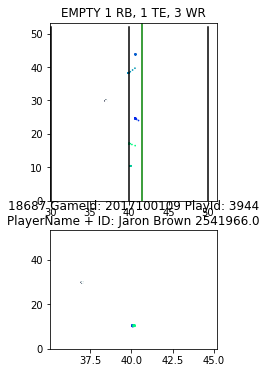 EMPTY 1 RB, 1 TE, 3 WR
50
40
30
20
10
0
30 35 40 45 50
18687 GameId: 2017100109 PlayId: 3944
PlayerName + ID: Jaron Brown 2541966.0
40
20
0
37.5 40.0 42.5 45.0